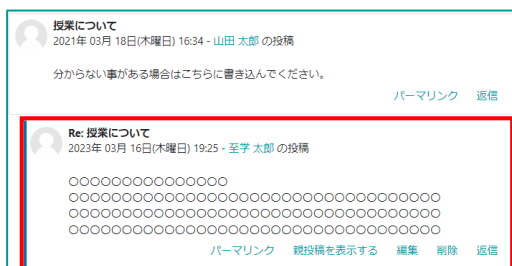 授業について
2021年 03月 18日(木曜日) 16:34 - 山田 太郎 の投稿
分からない事がある場合はこちらに書き込んでください。
パーマリンク 返信
Re: 授業について
2023年 03月 16日(木曜日) 19:25 - 至学 太郎 の投稿
〇〇〇〇〇〇〇〇〇〇〇〇〇〇〇
〇〇〇〇〇〇〇〇〇〇〇〇〇〇〇〇〇〇〇〇〇〇〇〇〇〇〇〇〇〇〇〇〇〇〇
〇〇〇〇〇〇〇〇〇〇〇〇〇〇〇〇〇〇〇〇〇〇〇〇〇〇〇〇〇〇〇〇〇〇〇
〇〇〇〇〇〇〇〇〇〇〇〇〇〇〇〇〇〇〇〇〇〇〇〇〇〇〇〇〇〇〇〇〇〇〇
パーマリンク 親投稿を表示する 編集 削除 返信